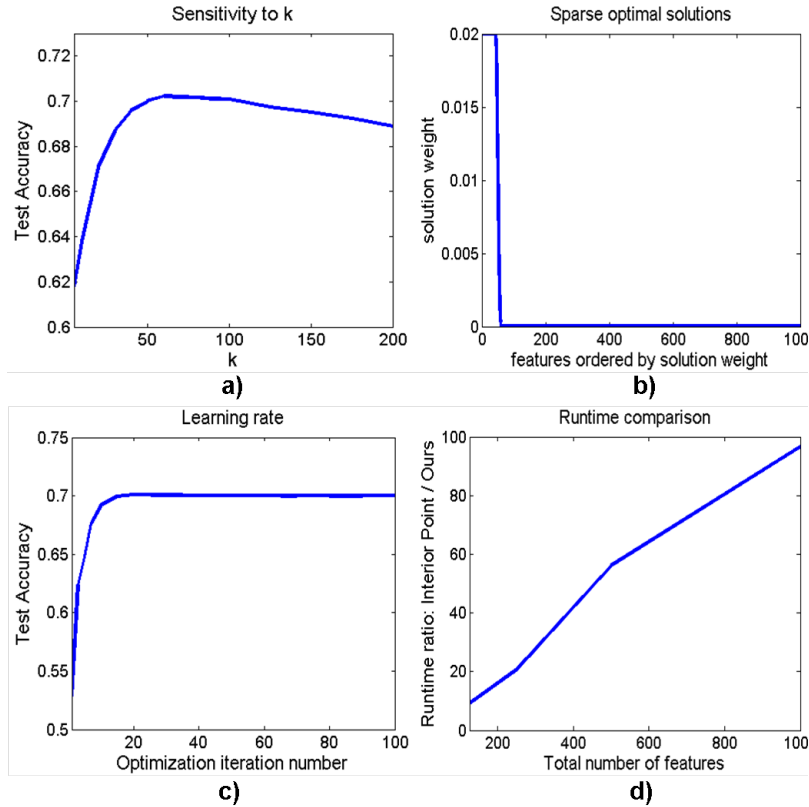 Sensitivity to k
Test Accuracy
0.72
0.7
0.68
0.66
0.64
0.62
0.6
50
100
150
200
k
a)
Sparse optimal solutions
solution weight
0.02
0.015
0.01
0.005
0
0
200
400
600
800
1000
features ordered by solution weight
b)
Learning rate
Test Accuracy
0.75
0.7
0.65
0.6
0.55
0.5
20
40
60
80
100
Optimization iteration number
c)
Runtime comparison
Runtime ratio: Interior Point / Ours
100
80
60
40
20
0
200
400
600
800
1000
Total number of features
d)